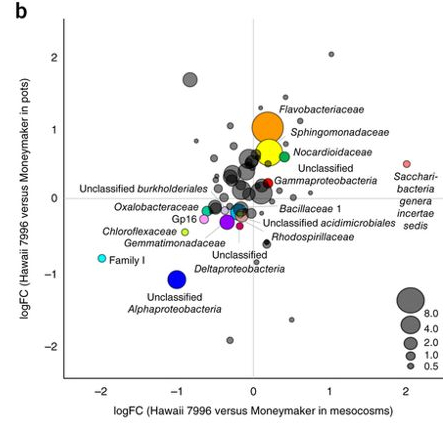 b
2
1
0
−1
−2
−2
−1
0
1
2
logFC (Hawaii 7996 versus Moneymaker in pots)
logFC (Hawaii 7996 versus Moneymaker in mesocosms)
Flavobacteriaceae
Sphingomonadaceae
Nocardioidaceae
Unclassified
Gammaproteobacteria
Sacchari-
bacteria
genera
incertae
sedis
Unclassified burkholderiales
Oxalobacteraceae
Bacillaceae 1
Gp16
Unclassified acidimicrobiales
Chloroflexaceae
Rhodospirillaceae
Gemmatimonadaceae
Unclassified
Deltaproteobacteria
Family I
Unclassified
Alphaproteobacteria
8.0
4.0
2.0
1.0
0.5